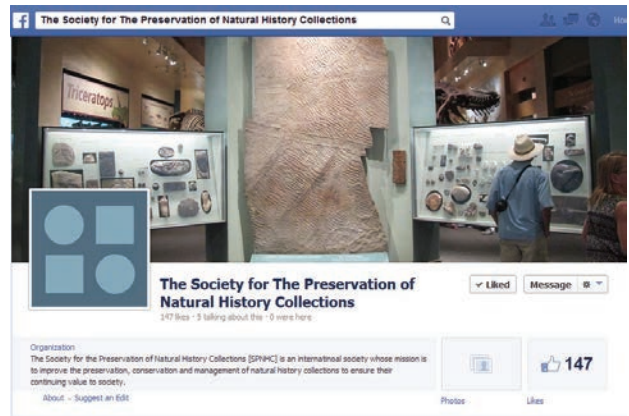 The Society for The Preservation of Natural History Collections
Triceratops
The Society for The Preservation of
Natural History Collections
147 likes · 5 talking about this · 0 were here
✓ Liked
Message
Organization
The Society for the Preservation of Natural History Collections [SPNHC] is an international society whose mission is
to improve the preservation, conservation and management of natural history collections to ensure their
continuing value to society.
About - Suggest an Edit
147
Photos
Likes